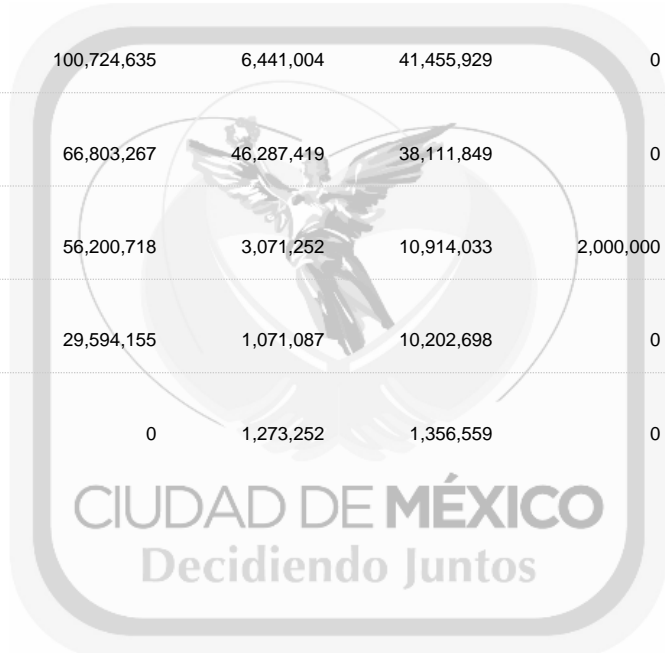 100,724,635 6,441,004 41,455,929 0
66,803,267 46,287,419 38,111,849 0
56,200,718 3,071,252 10,914,033 2,000,000
29,594,155 1,071,087 10,202,698 0
0 1,273,252 1,356,559 0
CIUDAD DE MÉXICO
Decidiendo Juntos